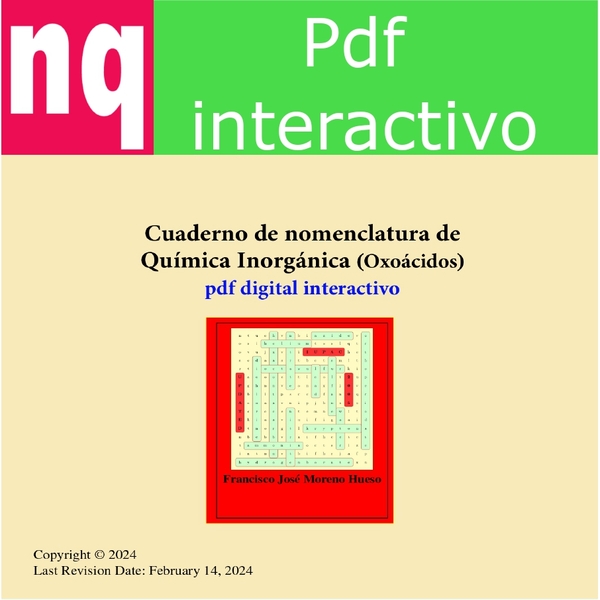 nq
Pdf
interactivo
Cuaderno de nomenclatura de
Química Inorgánica (Oxoácidos)
pdf digital interactivo
Francisco José Moreno Hueso
Copyright © 2024
Last Revision Date: February 14, 2024